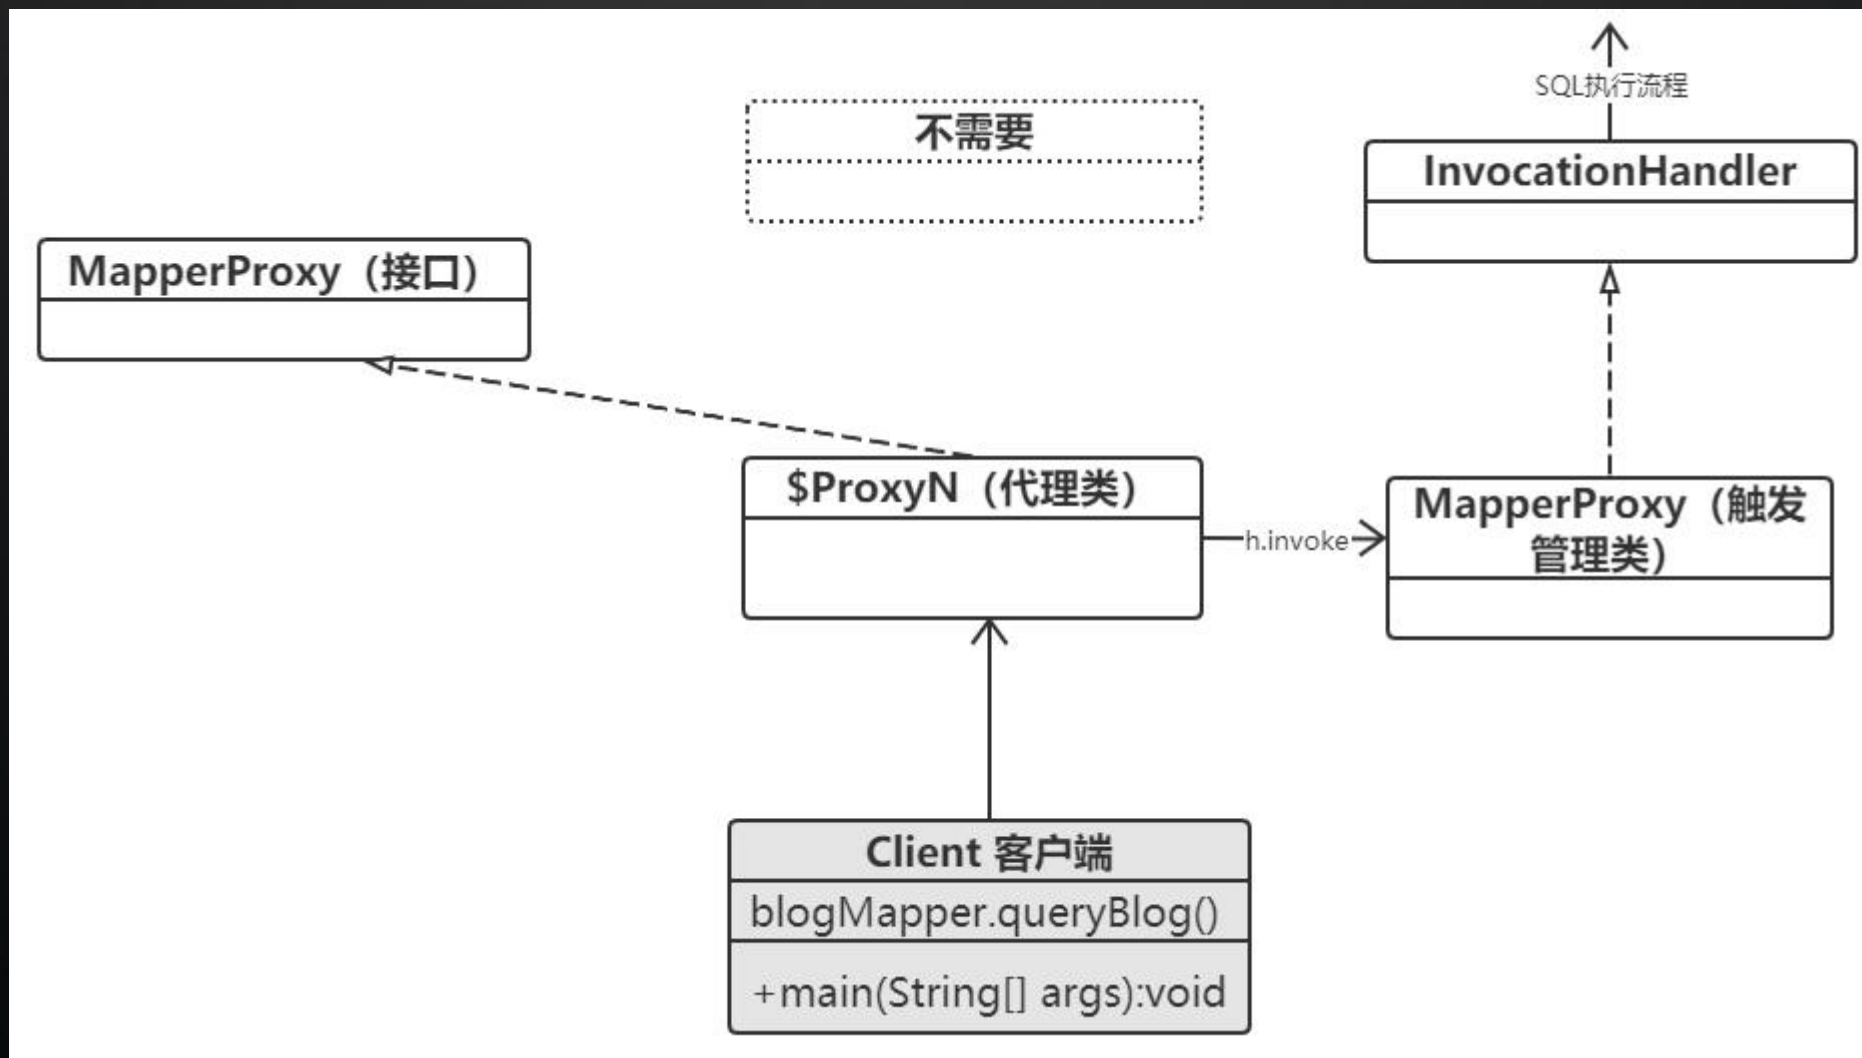 SQL执行流程
不需要
InvocationHandler
MapperProxy（接口）
$ProxyN（代理类）
h.invoke
MapperProxy（触发
管理类）
Client 客户端
blogMapper.queryBlog()
+main(String[] args):void